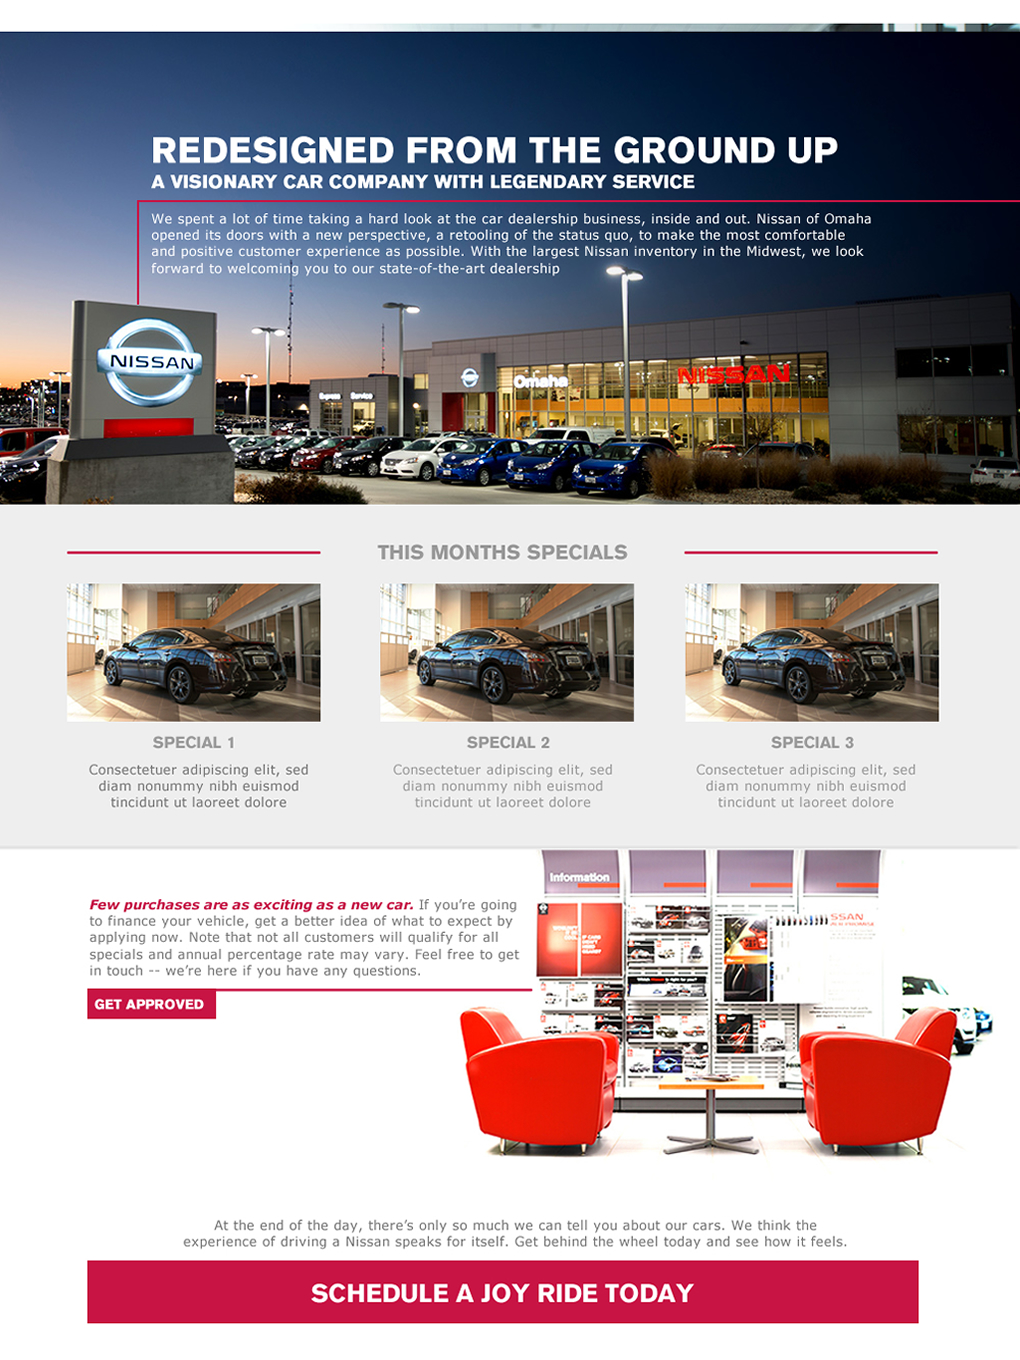 REDESIGNED FROM THE GROUND UP
A VISIONARY CAR COMPANY WITH LEGENDARY SERVICE
We spent a lot of time taking a hard look at the car dealership business, inside and out. Nissan of Omaha
opened its doors with a new perspective, a retooling of the status quo, to make the most comfortable
and positive customer experience as possible. With the largest Nissan inventory in the Midwest, we look
forward to welcoming you to our state-of-the-art dealership
NISSAN
Express Service
Omaha
NISSAN
THIS MONTHS SPECIALS
SPECIAL 1
Consectetuer adipiscing elit, sed
diam nonummy nibh euismod
tincidunt ut laoreet dolore
SPECIAL 2
Consectetuer adipiscing elit, sed
diam nonummy nibh euismod
tincidunt ut laoreet dolore
SPECIAL 3
Consectetuer adipiscing elit, sed
diam nonummy nibh euismod
tincidunt ut laoreet dolore
Information
SSAN
Few purchases are as exciting as a new car. If you’re going
to finance your vehicle, get a better idea of what to expect by
applying now. Note that not all customers will qualify for all
specials and annual percentage rate may vary. Feel free to get
in touch -- we’re here if you have any questions.
GET APPROVED
At the end of the day, there’s only so much we can tell you about our cars. We think the
experience of driving a Nissan speaks for itself. Get behind the wheel today and see how it feels.
SCHEDULE A JOY RIDE TODAY